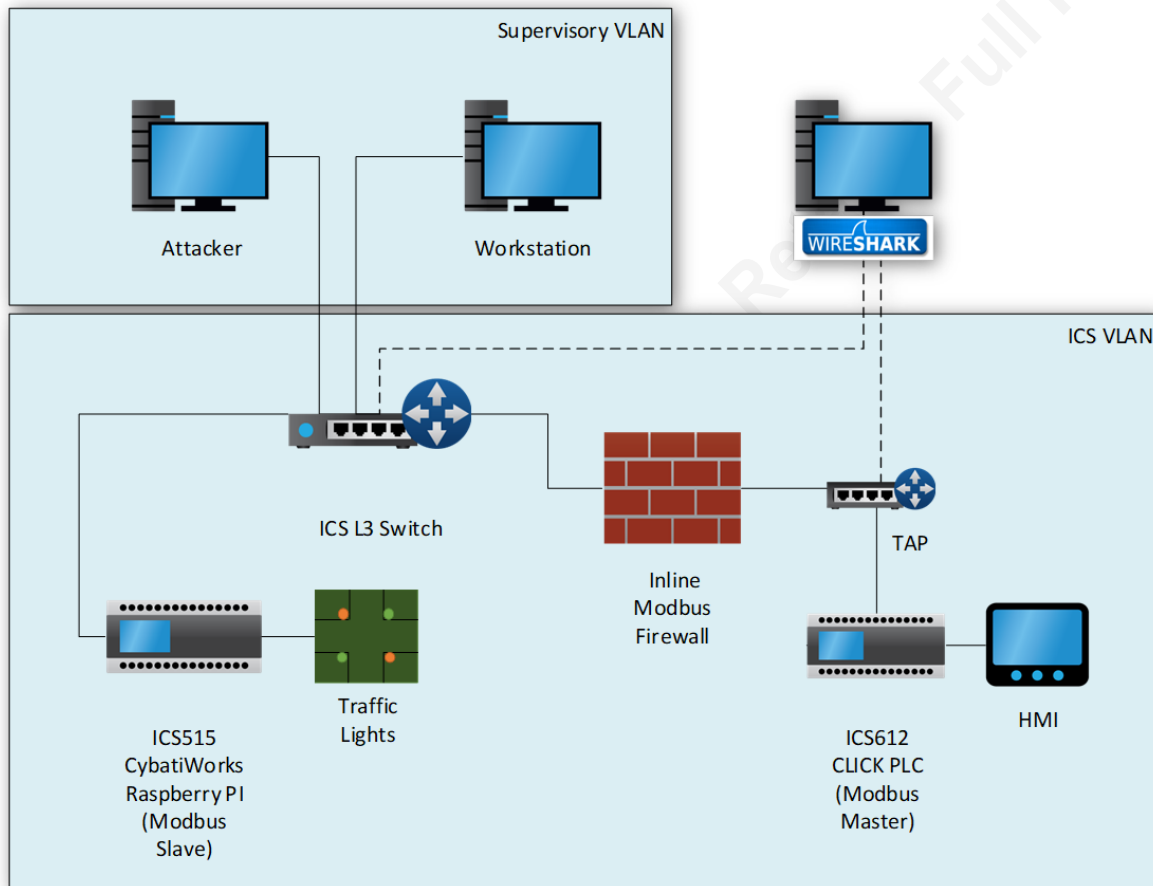 Supervisory VLAN
Attacker
Workstation
WIRESHARK
ICS VLAN
ICS L3 Switch
TAP
Inline
Modbus
Firewall
Traffic
Lights
HMI
ICS515
CybatiWorks
Raspberry PI
(Modbus
Slave)
ICS612
CLICK PLC
(Modbus
Master)
Full